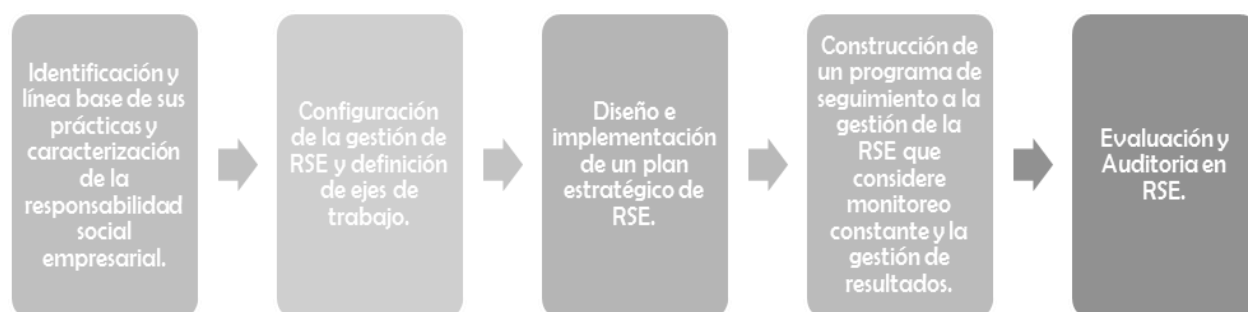 Identificación y
línea base de sus
prácticas y
caracterización
de la
responsabilidad
social
empresarial.
Configuración
de la gestión de
RSE y definición
de ejes de
trabajo.
Diseño e
implementación
de un plan
estratégico de
RSE.
Construcción de
un programa de
seguimiento a la
gestión de la
RSE que
considere
monitoreo
constante y la
gestión de
resultados.
Evaluación y
Auditoria en
RSE.